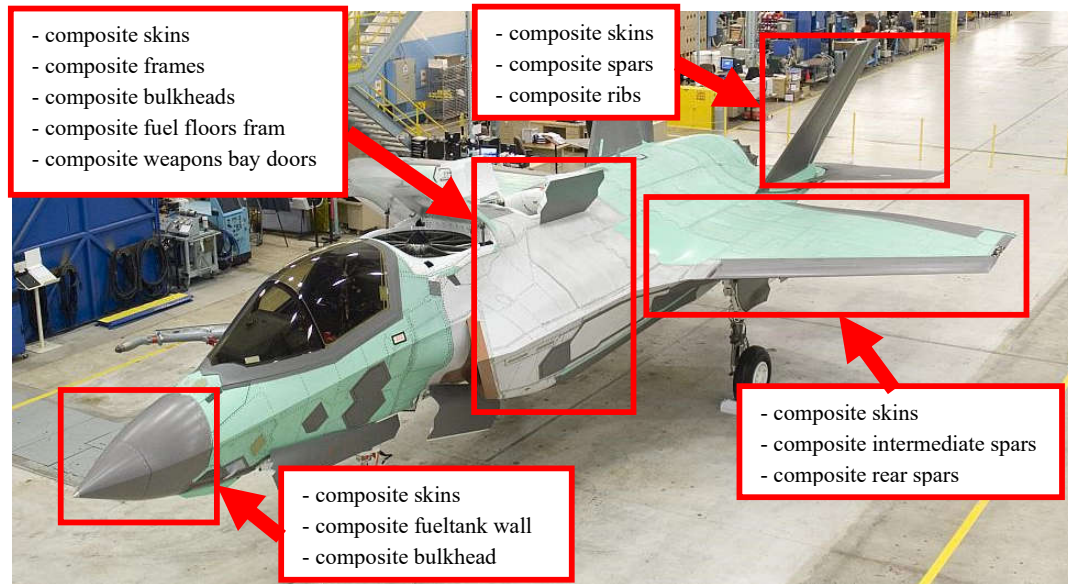 - composite skins
- composite frames
- composite bulkheads
- composite fuel floors fram
- composite weapons bay doors
- composite skins
- composite spars
- composite ribs
- composite skins
- composite intermediate spars
- composite rear spars
- composite skins
- composite fueltank wall
- composite bulkhead